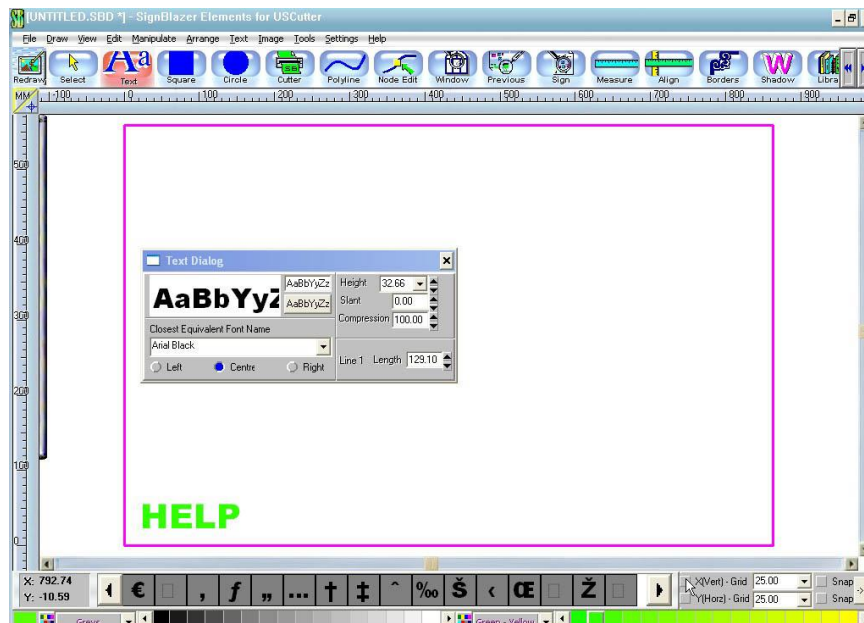 [UNTITLED.SBD *] - SignBlazer Elements for USCutter
File Draw View Edit Manipulate Arrange Text Image Tools Settings Help
Aa
Redraw Select Text Square Circle Cutter Polyline Node Edit Window Previous Sign Measure Align Borders Shadow Libra
MM -100 0 100 200 300 400 500 600 700 800 900
500
400
300
200
100
0
Text Dialog
AaBbYyZ
AaBbYyZz
AaBbYyZz
Height 32.66
Slant 0.00
Compression 100.00
Closest Equivalent Font Name
Arial Black
Left Centre Right
Line 1 Length 129.10
HELP
X: 792.74
Y: -10.59
€ , ƒ „ … † ‡ ˆ ‰ Š ‹ Œ Ž
X(Vert) - Grid 25.00 Snap
Y(Horz) - Grid 25.00 Snap
Greys Green - Yellow